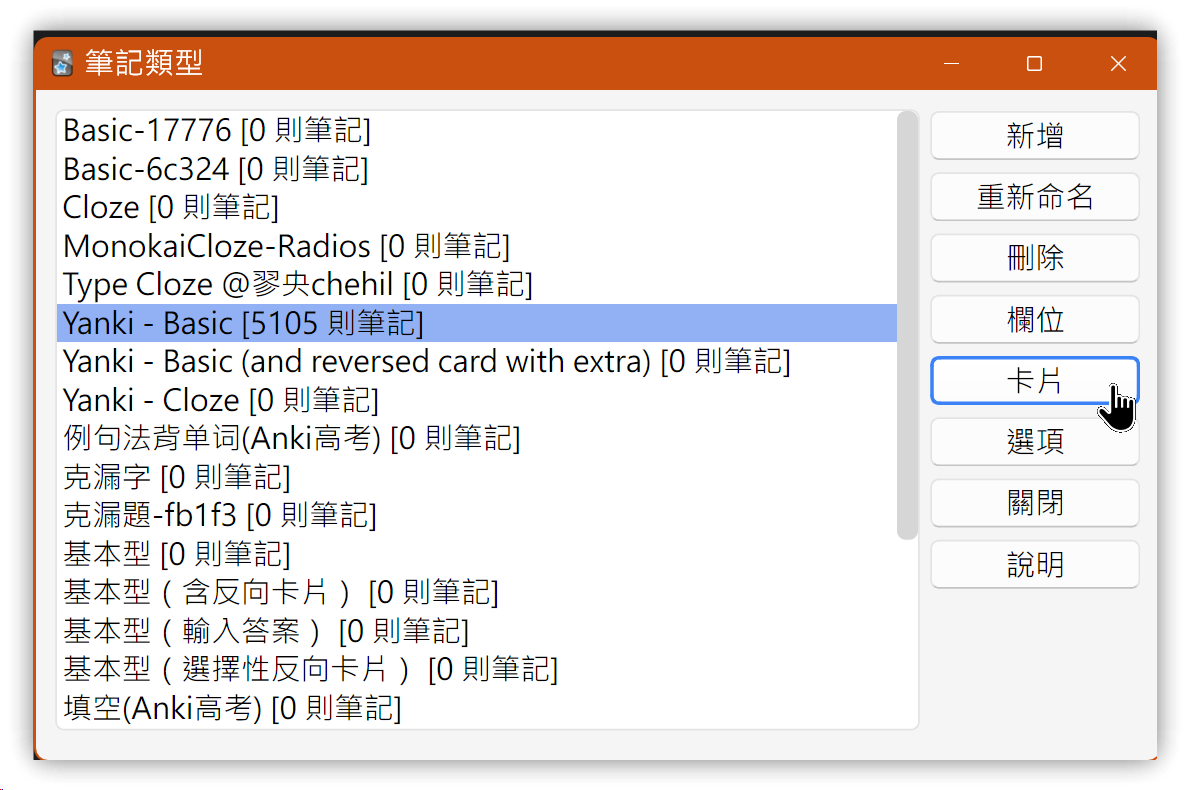 筆記類型
Basic-17776 [0 則筆記]
Basic-6c324 [0 則筆記]
Cloze [0 則筆記]
MonokaiCloze-Radios [0 則筆記]
Type Cloze @翏央chehil [0 則筆記]
Yanki - Basic [5105 則筆記]
Yanki - Basic (and reversed card with extra) [0 則筆記]
Yanki - Cloze [0 則筆記]
例句法背单词(Anki高考) [0 則筆記]
克漏字 [0 則筆記]
克漏題-fb1f3 [0 則筆記]
基本型 [0 則筆記]
基本型（含反向卡片） [0 則筆記]
基本型（輸入答案） [0 則筆記]
基本型（選擇性反向卡片） [0 則筆記]
填空(Anki高考) [0 則筆記]
新增
重新命名
刪除
欄位
卡片
選項
關閉
說明